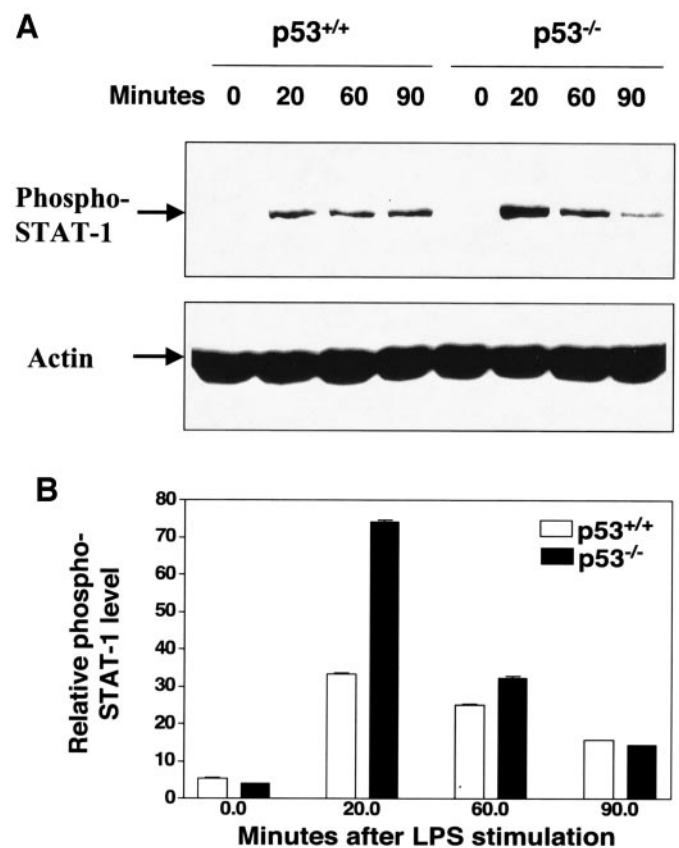 A
p53+/+ p53-/-
Minutes 0 20 60 90 0 20 60 90
Phospho-
STAT-1
Actin
B
Relative phospho-
STAT-1 level
80
70
60
50
40
30
20
10
0
p53+/+
p53-/-
0.0 20.0 60.0 90.0
Minutes after LPS stimulation